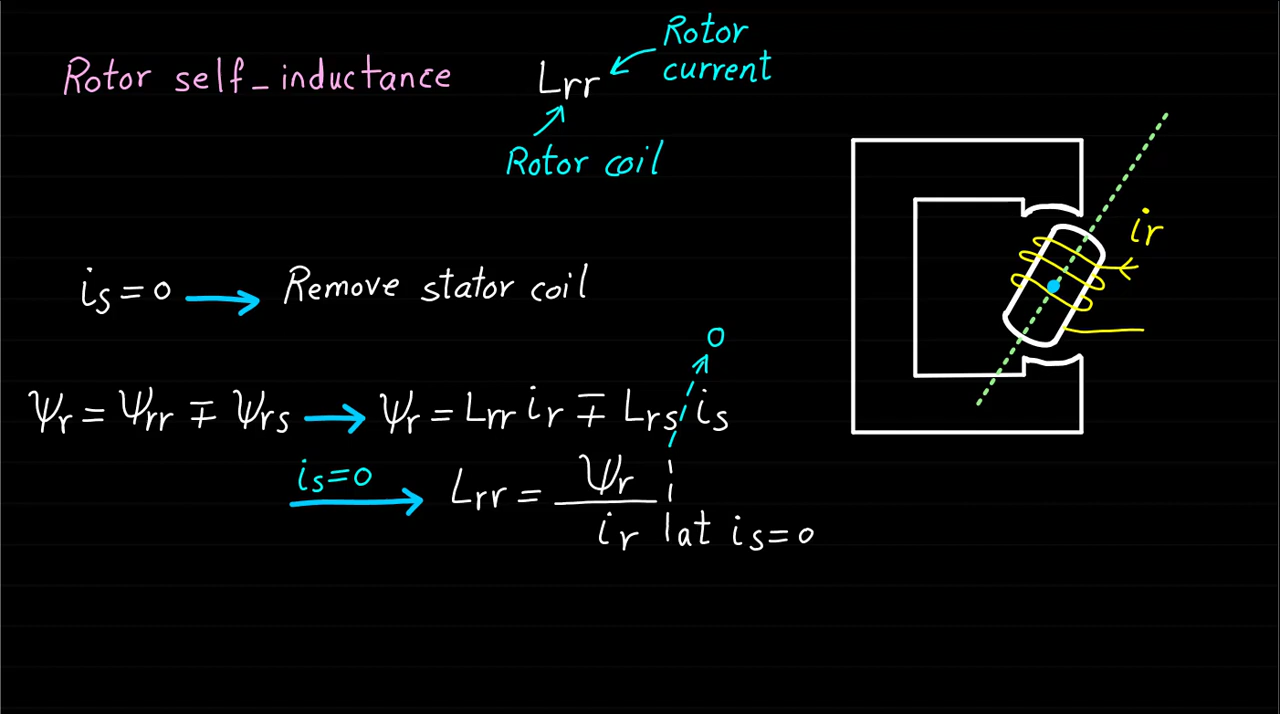 Rotor self_inductance
Lrr
Rotor
current
Rotor coil
ir
is=0 → Remove stator coil
0
Ψr = Ψrr ∓ Ψrs → Ψr = Lrr ir ∓ Lrs is
is=0 → Lrr = Ψr / ir | at is=0